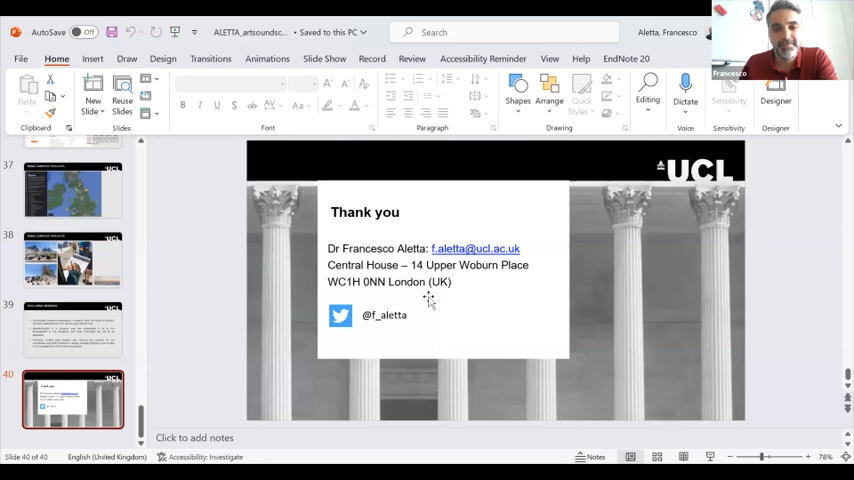 AutoSave Off
ALETTA_artsoundsc... • Saved to this PC
Search
Aletta, Francesco
Francesco
File Home Insert Draw Design Transitions Animations Slide Show Record Review Accessibility Reminder View Help EndNote 20
Paste
New Slide
Reuse Slides
Shapes
Arrange
Quick Styles
Editing
Dictate
Sensitivity
Designer
Clipboard Slides Font Paragraph Drawing Voice Sensitivity Designer
37
38
39
40
UCL
Thank you
Dr Francesco Aletta: f.aletta@ucl.ac.uk
Central House – 14 Upper Woburn Place
WC1H 0NN London (UK)
@f_aletta
Click to add notes
Slide 40 of 40 English (United Kingdom) Accessibility: Investigate Notes 78%